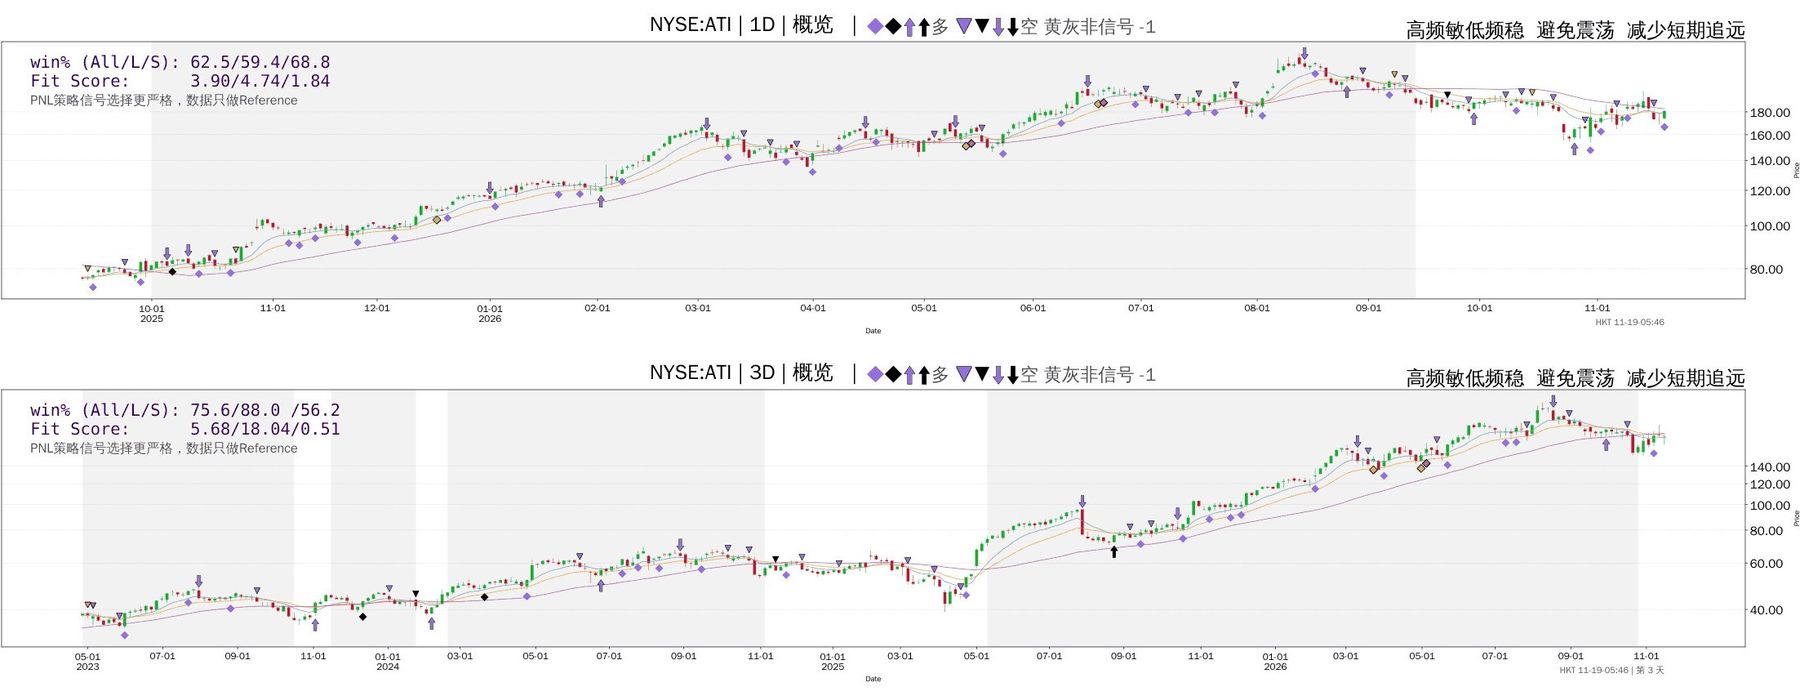 NYSE:ATI | 1D | 概览 | ◆◆↑↑多 ▼▼↓↓空 黄灰非信号 -1
高频敏低频稳 避免震荡 减少短期追远
win% (All/L/S): 62.5/59.4/68.8
Fit Score: 3.90/4.74/1.84
PNL策略信号选择更严格，数据只做Reference
180.00
160.00
140.00
120.00
100.00
80.00
Price
10-01 11-01 12-01 01-01 02-01 03-01 04-01 05-01 06-01 07-01 08-01 09-01 10-01 11-01
2025 2026
HKT 11-19-05:46
Date
NYSE:ATI | 3D | 概览 | ◆◆↑↑多 ▼▼↓↓空 黄灰非信号 -1
高频敏低频稳 避免震荡 减少短期追远
win% (All/L/S): 75.6/88.0 /56.2
Fit Score: 5.68/18.04/0.51
PNL策略信号选择更严格，数据只做Reference
140.00
120.00
100.00
80.00
60.00
40.00
Price
05-01 07-01 09-01 11-01 01-01 03-01 05-01 07-01 09-01 11-01 01-01 03-01 05-01 07-01 09-01 11-01 01-01 03-01 05-01 07-01 09-01 11-01
2023 2024 2025 2026
HKT 11-19-05:46 | 第 3 天
Date